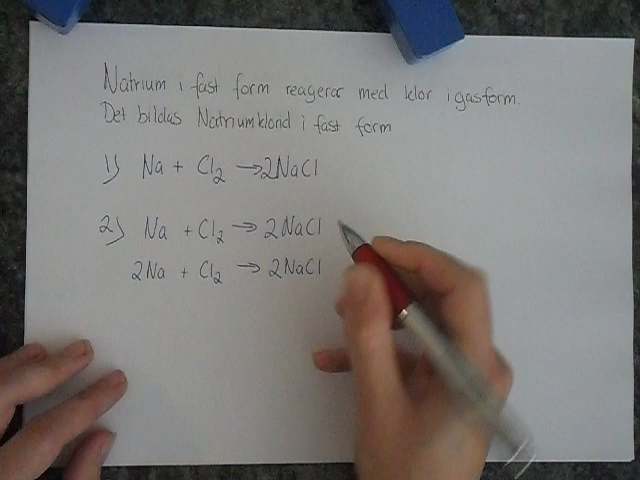 Natrium i fast form reagerar med klor i gasform.
Det bildas Natriumklorid i fast form
1) Na + Cl₂ → 2NaCl
2) Na + Cl₂ → 2NaCl
2Na + Cl₂ → 2NaCl